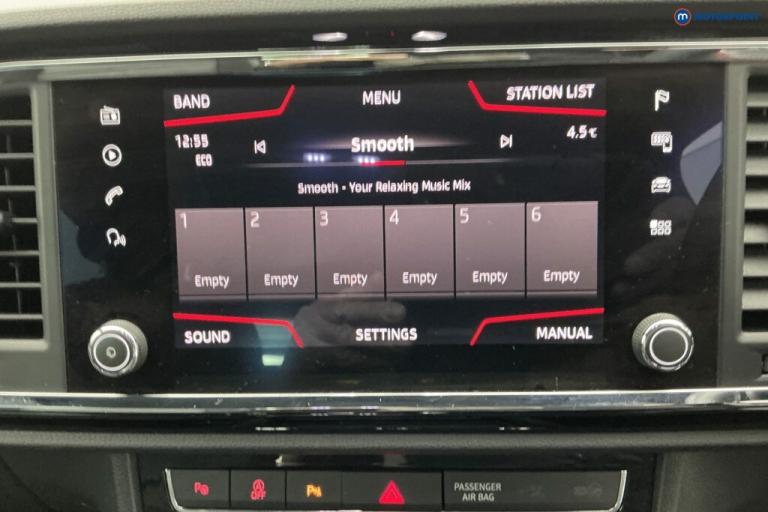 MOTORPOINT
BAND MENU STATION LIST
12:55 Smooth 4.5°C
ECO
Smooth - Your Relaxing Music Mix
1 2 3 4 5 6
Empty Empty Empty Empty Empty Empty
SOUND SETTINGS MANUAL
OFF
PASSENGER
AIR BAG